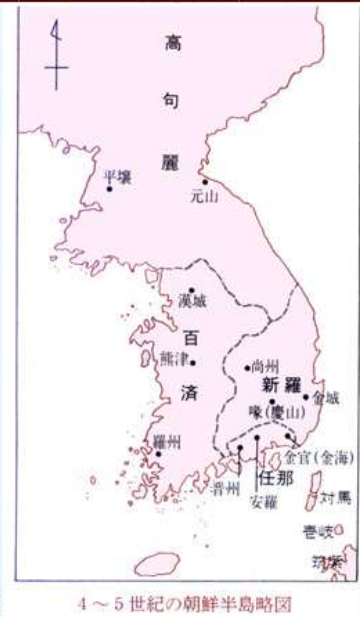 高句麗
平壌
元山
漢城
百済
熊津
尚州
新羅
金城
喙(慶山)
羅州
金官(金海)
任那
晋州
安羅
対馬
壱岐
筑紫
4～5世紀の朝鮮半島略図